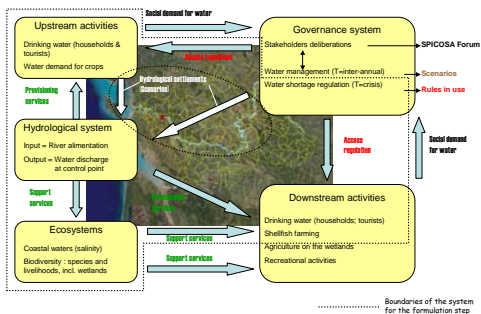 Upstream activities
Drinking water (households &
tourists)
Water demand for crops
Social demand for water
Access regulation
Governance system
Stakeholders deliberations
Water management (T=inter-annual)
Water shortage regulation (T=crisis)
SPICOSA Forum
Scenarios
Rules in use
Provisioning
services
Hydrological settlements
(Scenarios)
Hydrological system
Input = River alimentation
Output = Water discharge
at control point
Access
regulation
Social demand
for water
Support
services
Ecosystems
Coastal waters (salinity)
Biodiversity : species and
livelihoods, incl. wetlands
Support services
Support services
Downstream activities
Drinking water (households; tourists)
Shellfish farming
Agriculture on the wetlands
Recreational activities
Boundaries of the system
for the formulation step